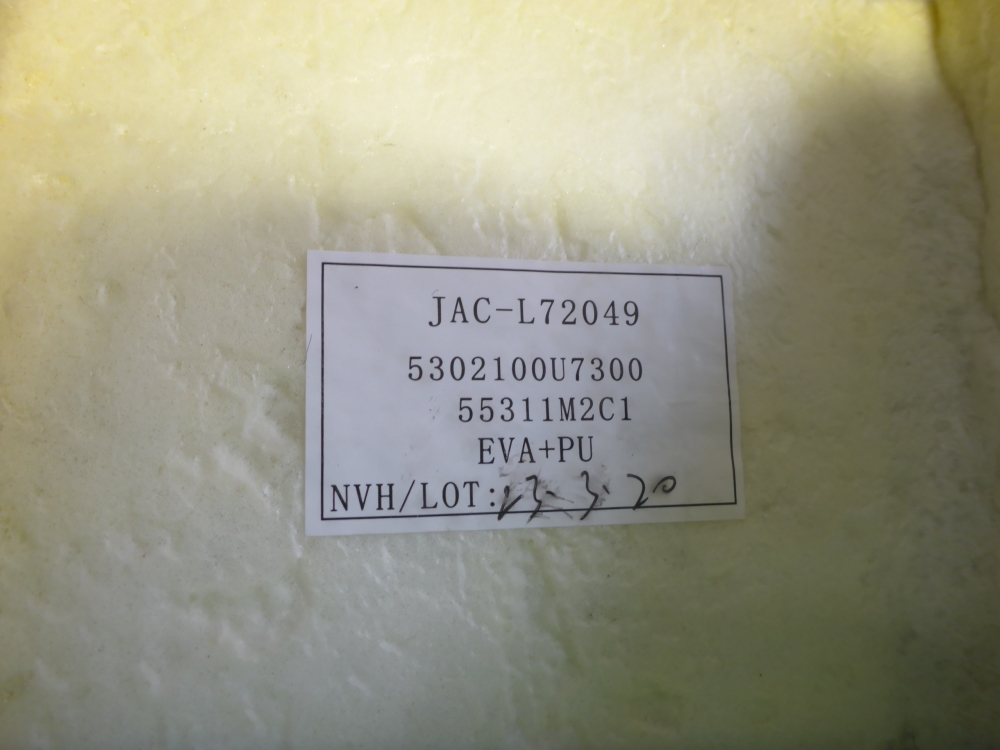 JAC-L72049
5302100U7300
55311M2C1
EVA+PU
NVH/LOT:23.3.20